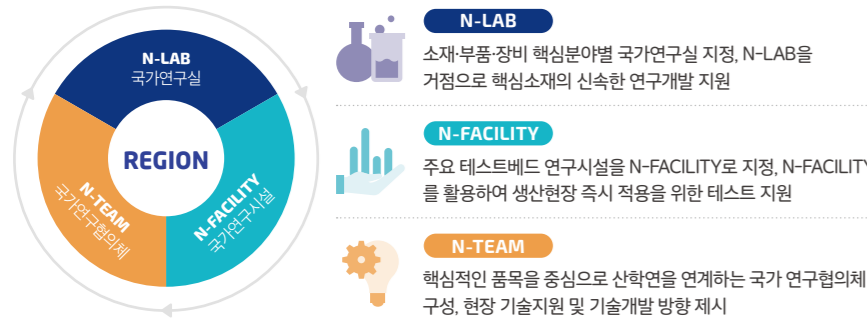 N-LAB
국가연구실
REGION
N-TEAM
국가연구협의체
N-FACILITY
국가연구시설
N-LAB
소재·부품·장비 핵심분야별 국가연구실 지정, N-LAB을
거점으로 핵심소재의 신속한 연구개발 지원
N-FACILITY
주요 테스트베드 연구시설을 N-FACILITY로 지정, N-FACILITY
를 활용하여 생산현장 즉시 적용을 위한 테스트 지원
N-TEAM
핵심적인 품목을 중심으로 산학연을 연계하는 국가 연구협의체
구성, 현장 기술지원 및 기술개발 방향 제시